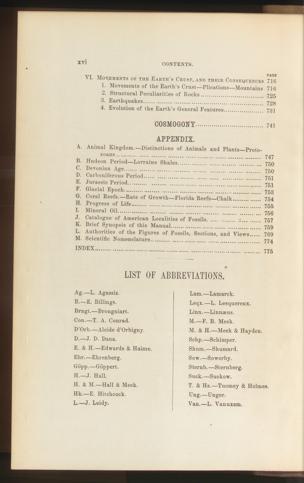 xvi CONTENTS.
PAGE
VI. Movements of the Earth's Crust, and their Consequences 716
1. Movements of the Earth's Crust—Plications—Mountains 716
2. Structural Peculiarities of Rocks 725
3. Earthquakes 728
4. Evolution of the Earth's General Features 731
COSMOGONY 741
APPENDIX.
A. Animal Kingdom.—Distinctions of Animals and Plants—Proto-
zoans 747
B. Hudson Period—Lorraine Shales 750
C. Devonian Age 750
D. Carboniferous Period 751
E. Jurassic Period 751
F. Glacial Epoch 753
G. Coral Reefs.—Rate of Growth—Florida Reefs—Chalk 754
H. Progress of Life 755
I. Mineral Oil 756
J. Catalogue of American Localities of Fossils 757
K. Brief Synopsis of this Manual 759
L. Authorities of the Figures of Fossils, Sections, and Views 769
M. Scientific Nomenclature 774
INDEX 775
LIST OF ABBREVIATIONS.
Ag.—L. Agassiz.
B.—E. Billings.
Brngt.—Brongniart.
Con.—T. A. Conrad.
D'Orb.—Alcide d'Orbigny.
D.—J. D. Dana.
E. & H.—Edwards & Haime.
Ehr.—Ehrenberg.
Göpp.—Göppert.
H.—J. Hall.
H. & M.—Hall & Meek.
Hk.—E. Hitchcock.
L.—J. Leidy.
Lam.—Lamarck.
Lsqx.—L. Lesquereux.
Linn.—Linnæus.
M.—F. B. Meek.
M. & H.—Meek & Hayden.
Schp.—Schimper.
Shum.—Shumard.
Sow.—Sowerby.
Sternb.—Sternberg.
Suck.—Suckow.
T. & Hs.—Tuomey & Holmes.
Ung.—Unger.
Van.—L. Vanuxem.